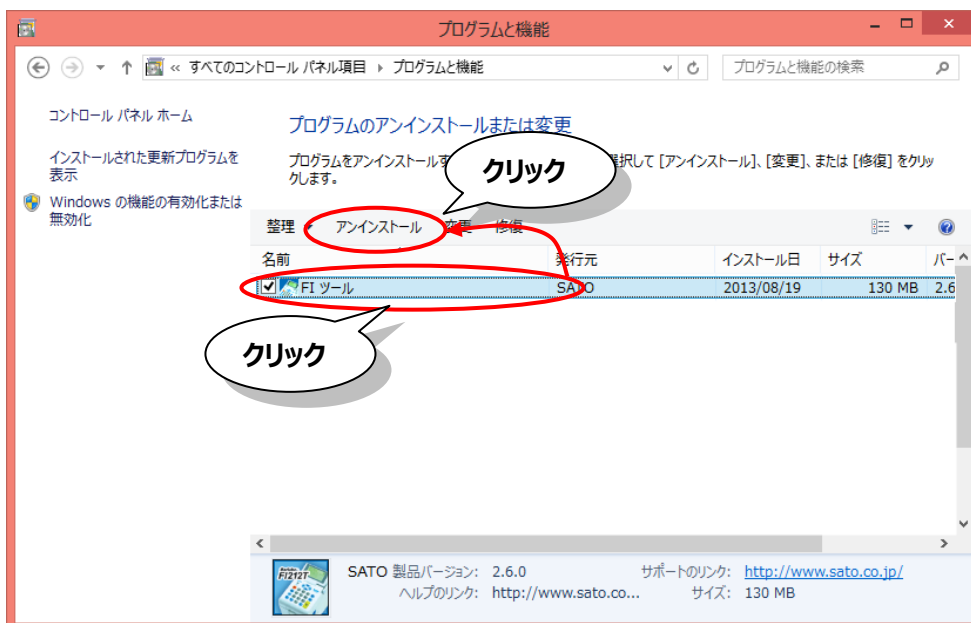 プログラムと機能
« すべてのコントロール パネル項目 プログラムと機能 プログラムと機能の検索
コントロール パネル ホーム
インストールされた更新プログラムを
表示
Windows の機能の有効化または
無効化
プログラムのアンインストールまたは変更
プログラムをアンインストールす 択して [アンインストール]、[変更]、または [修復] をクリッ
クします。
クリック
整理 アンインストール 変更 修復
名前 発行元 インストール日 サイズ バー
FI ツール SATO 2013/08/19 130 MB 2.6
クリック
FI212T
SATO 製品バージョン: 2.6.0 サポートのリンク: http://www.sato.co.jp/
ヘルプのリンク: http://www.sato.co... サイズ: 130 MB